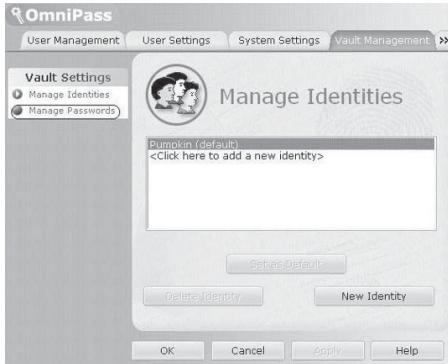 OmniPass
User Management User Settings System Settings Vault Management >>
Vault Settings
Manage Identities
Manage Passwords
Manage Identities
Pumpkin (default)
<Click here to add a new identity>
Set as Default
Delete Identity New Identity
OK Cancel Apply Help